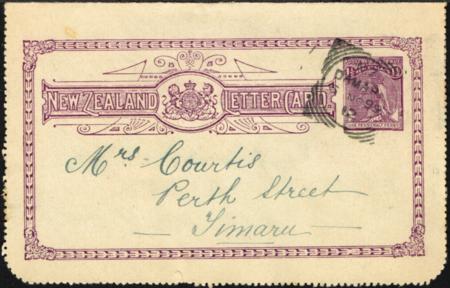 NEW ZEALAND LETTER CARD.
Mrs. Courtis
Perth Street
Timaru